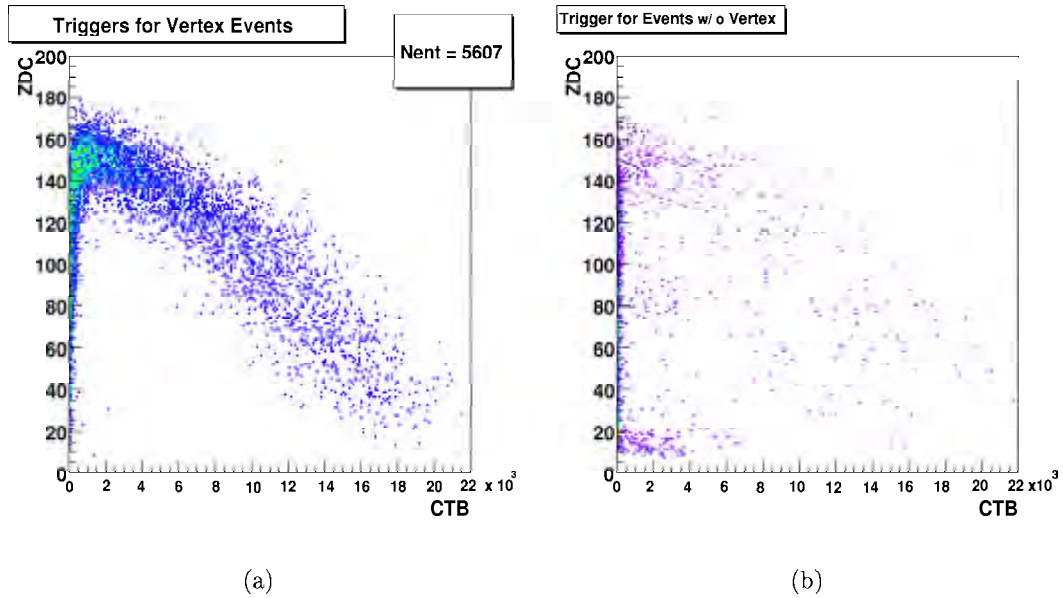 Triggers for Vertex Events
Nent = 5607
ZDC
200
180
160
140
120
100
80
60
40
20
0
0 2 4 6 8 10 12 14 16 18 20 22 x 10³
CTB
(a)
Trigger for Events w/ o Vertex
ZDC
200
180
160
140
120
100
80
60
40
20
0
0 2 4 6 8 10 12 14 16 18 20 22 x10³
CTB
(b)